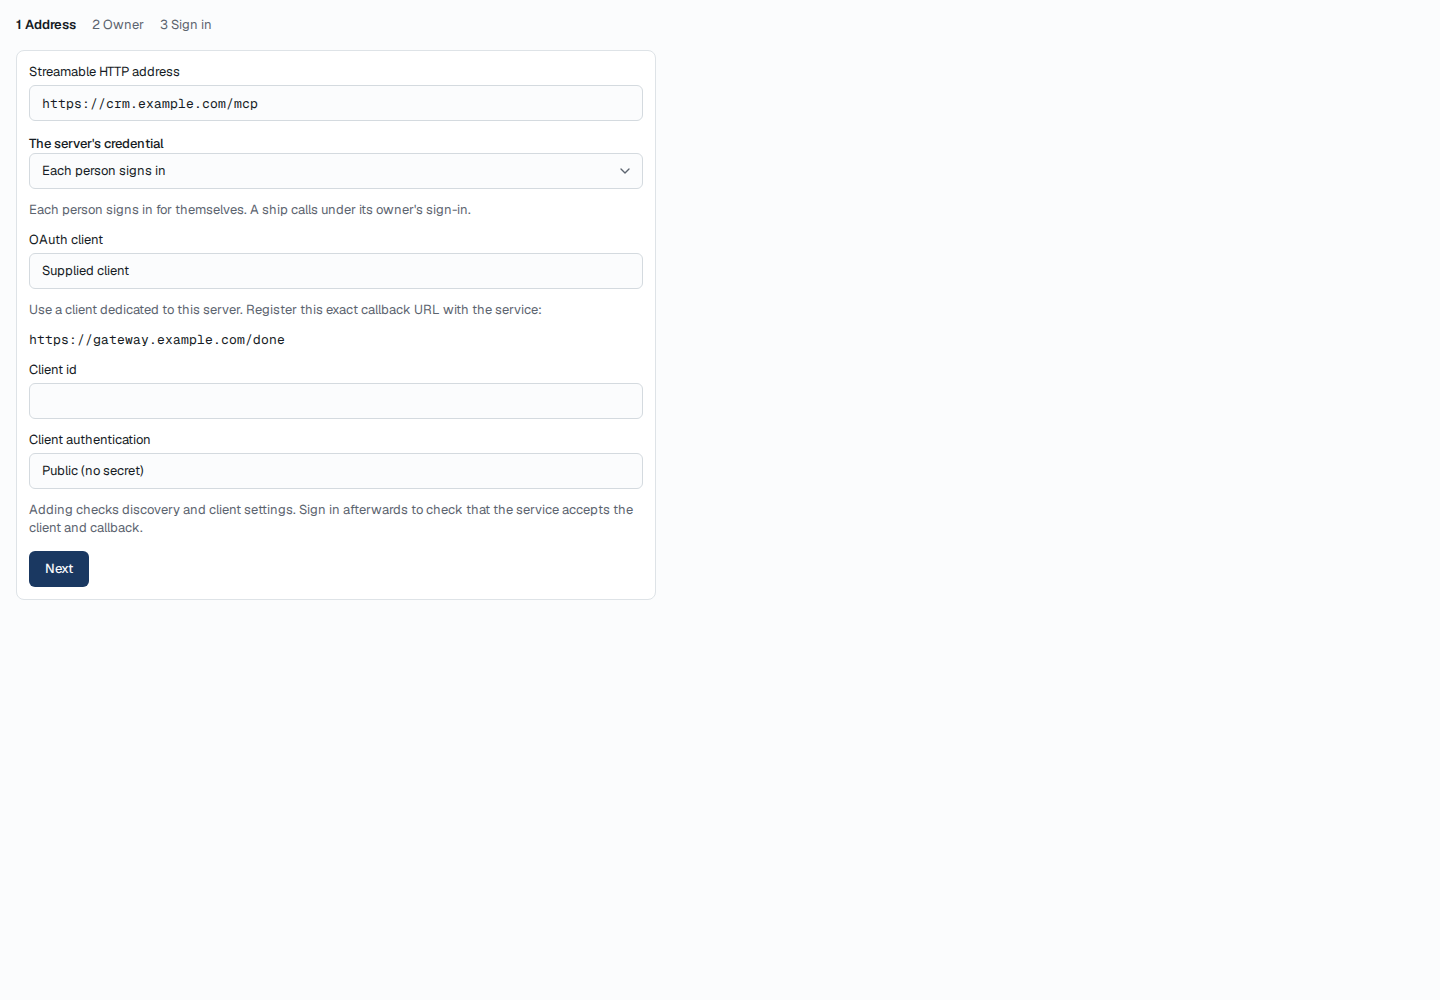 1 Address 2 Owner 3 Sign in
Streamable HTTP address
https://crm.example.com/mcp
The server's credential
Each person signs in
Each person signs in for themselves. A ship calls under its owner's sign-in.
OAuth client
Supplied client
Use a client dedicated to this server. Register this exact callback URL with the service:
https://gateway.example.com/done
Client id
Client authentication
Public (no secret)
Adding checks discovery and client settings. Sign in afterwards to check that the service accepts the
client and callback.
Next